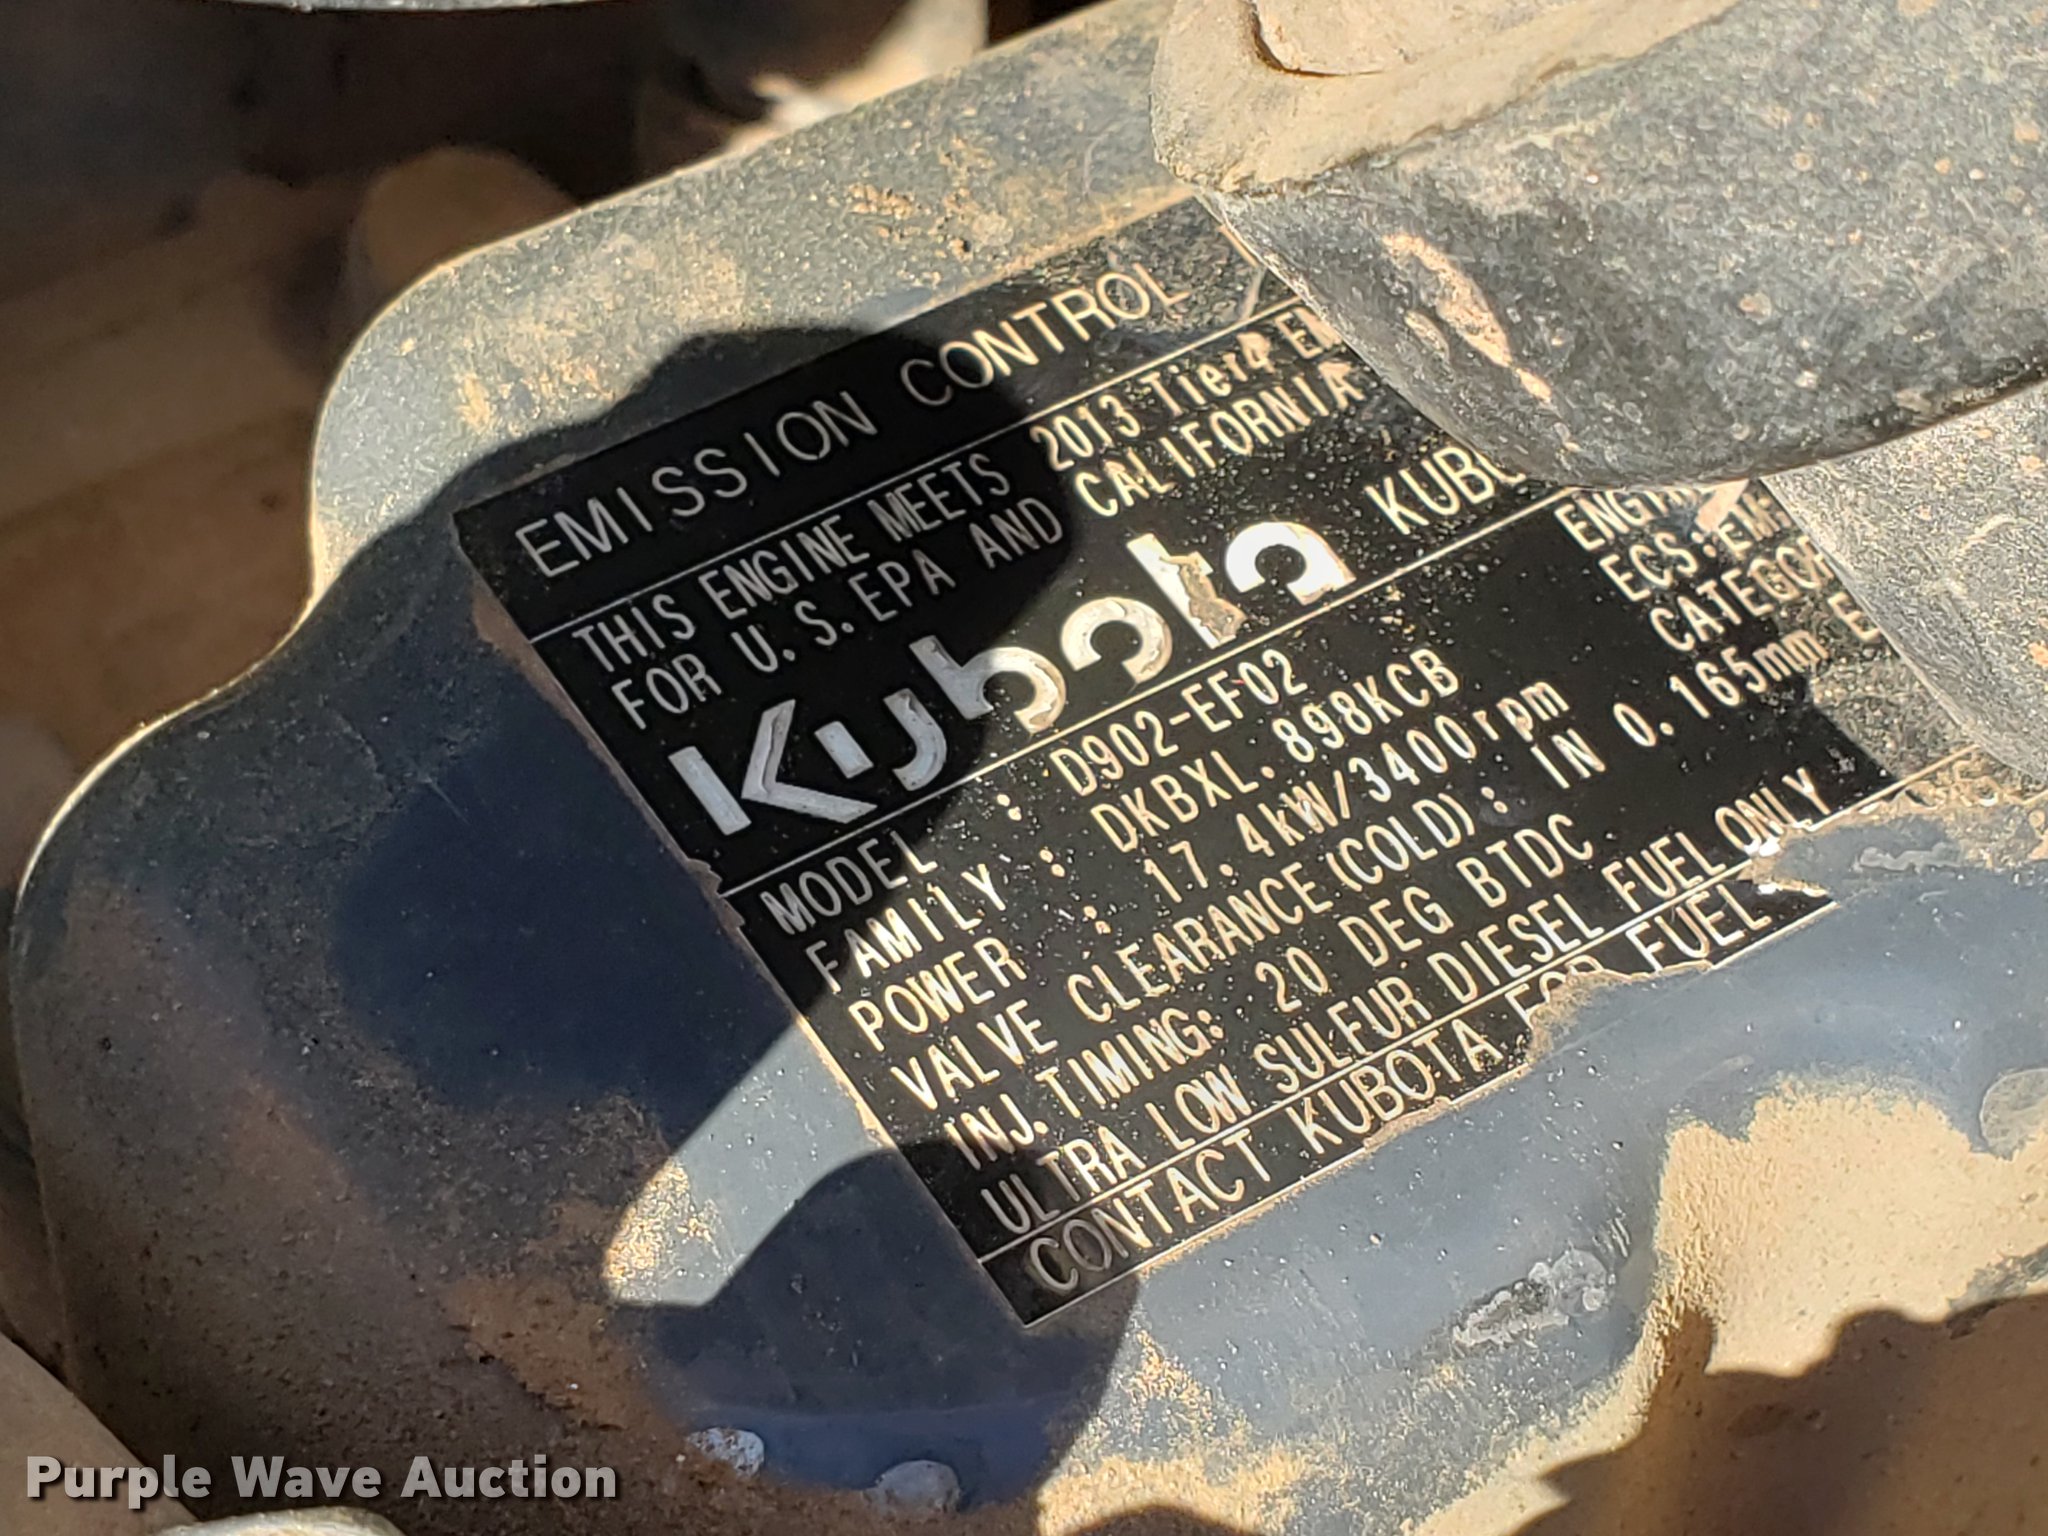 EMISSION CONTROL
THIS ENGINE MEETS 2013 Tier4
FOR U.S. EPA AND CALIFORNIA
Kubota
MODEL : D902-EF02
FAMILY : DKBXL.898KCB ECS:
POWER : 17.4kW/3400rpm
VALVE CLEARANCE(COLD): IN 0.165mm
INJ. TIMING: 20 DEG BTDC
ULTRA LOW SULFUR DIESEL FUEL ONLY
CONTACT KUBOTA FOR FUEL
Purple Wave Auction